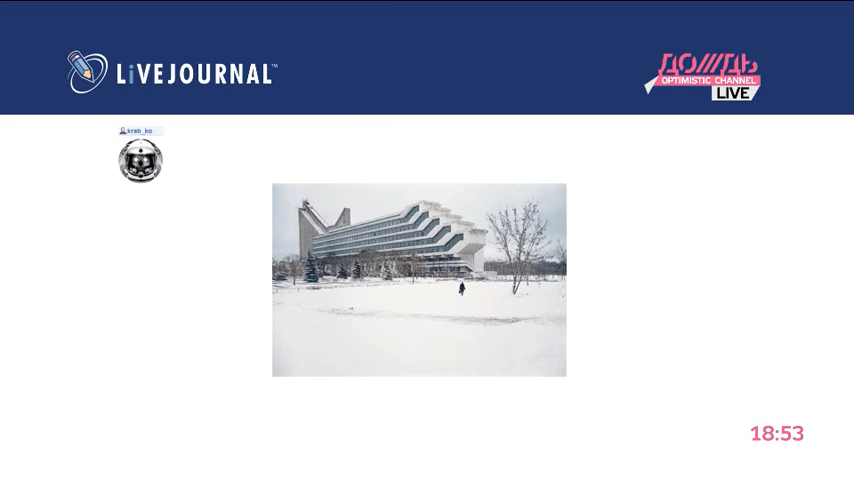 LiVEJOURNAL™
ДОЖДЬ
OPTIMISTIC CHANNEL
LIVE
krab_ko
18:53